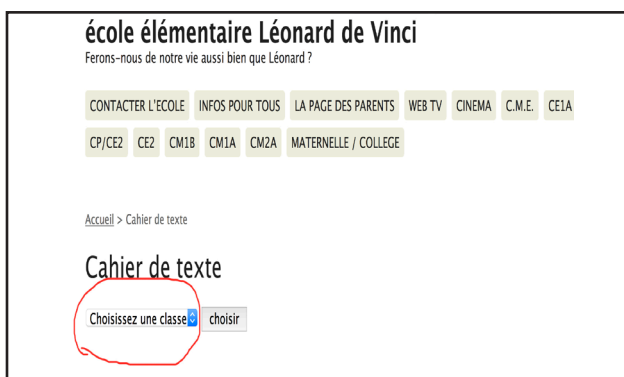 école élémentaire Léonard de Vinci
Ferons-nous de notre vie aussi bien que Léonard ?
CONTACTER L'ECOLE INFOS POUR TOUS LA PAGE DES PARENTS WEB TV CINEMA C.M.E. CE1A
CP/CE2 CE2 CM1B CM1A CM2A MATERNELLE / COLLEGE
Accueil > Cahier de texte
Cahier de texte
Choisissez une classe choisir